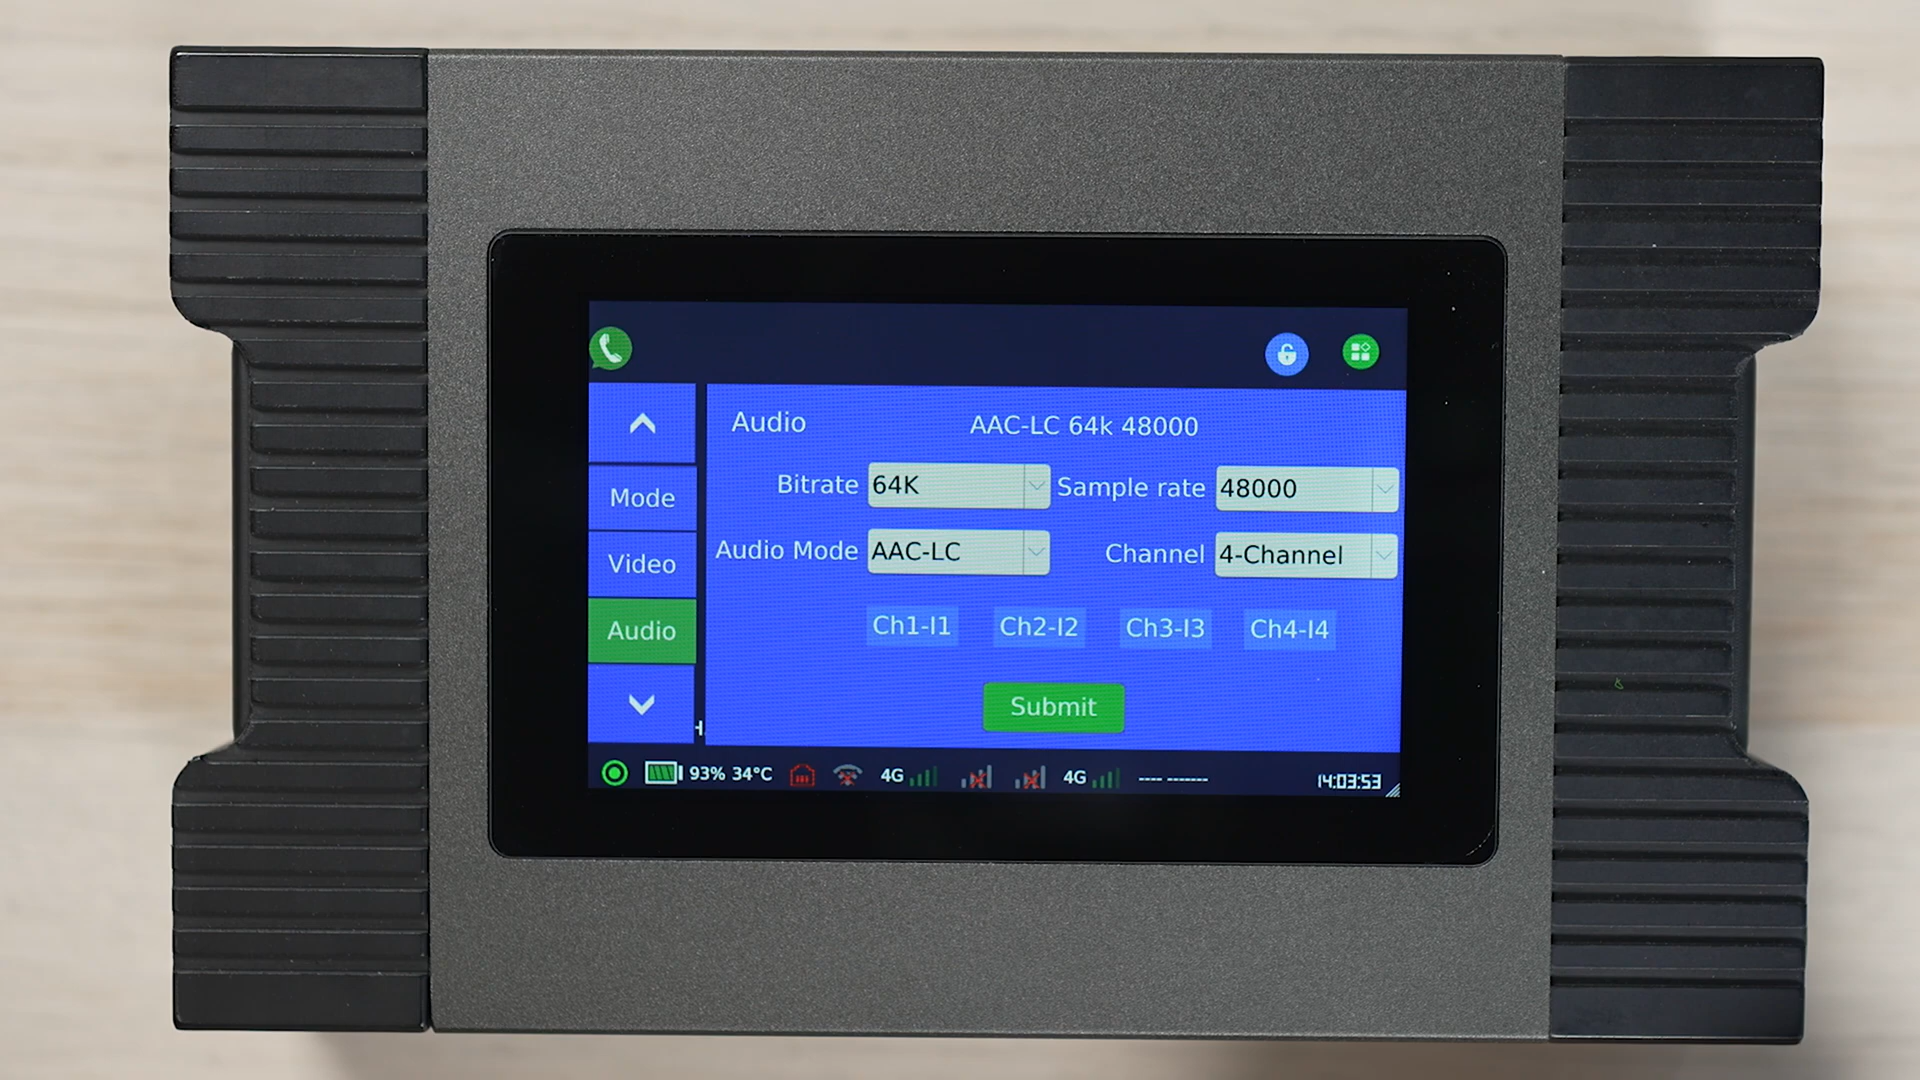 Audio AAC-LC 64k 48000
Bitrate 64K Sample rate 48000
Mode
Audio Mode AAC-LC Channel 4-Channel
Video
Audio
Ch1-I1 Ch2-I2 Ch3-I3 Ch4-I4
Submit
93% 34°C 4G 4G ---- ------- 14:03:53